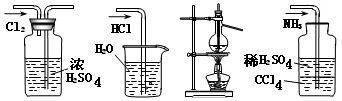 Cl₂
浓
H₂SO₄
HCl
H₂O
NH₃
稀H₂SO₄
CCl₄